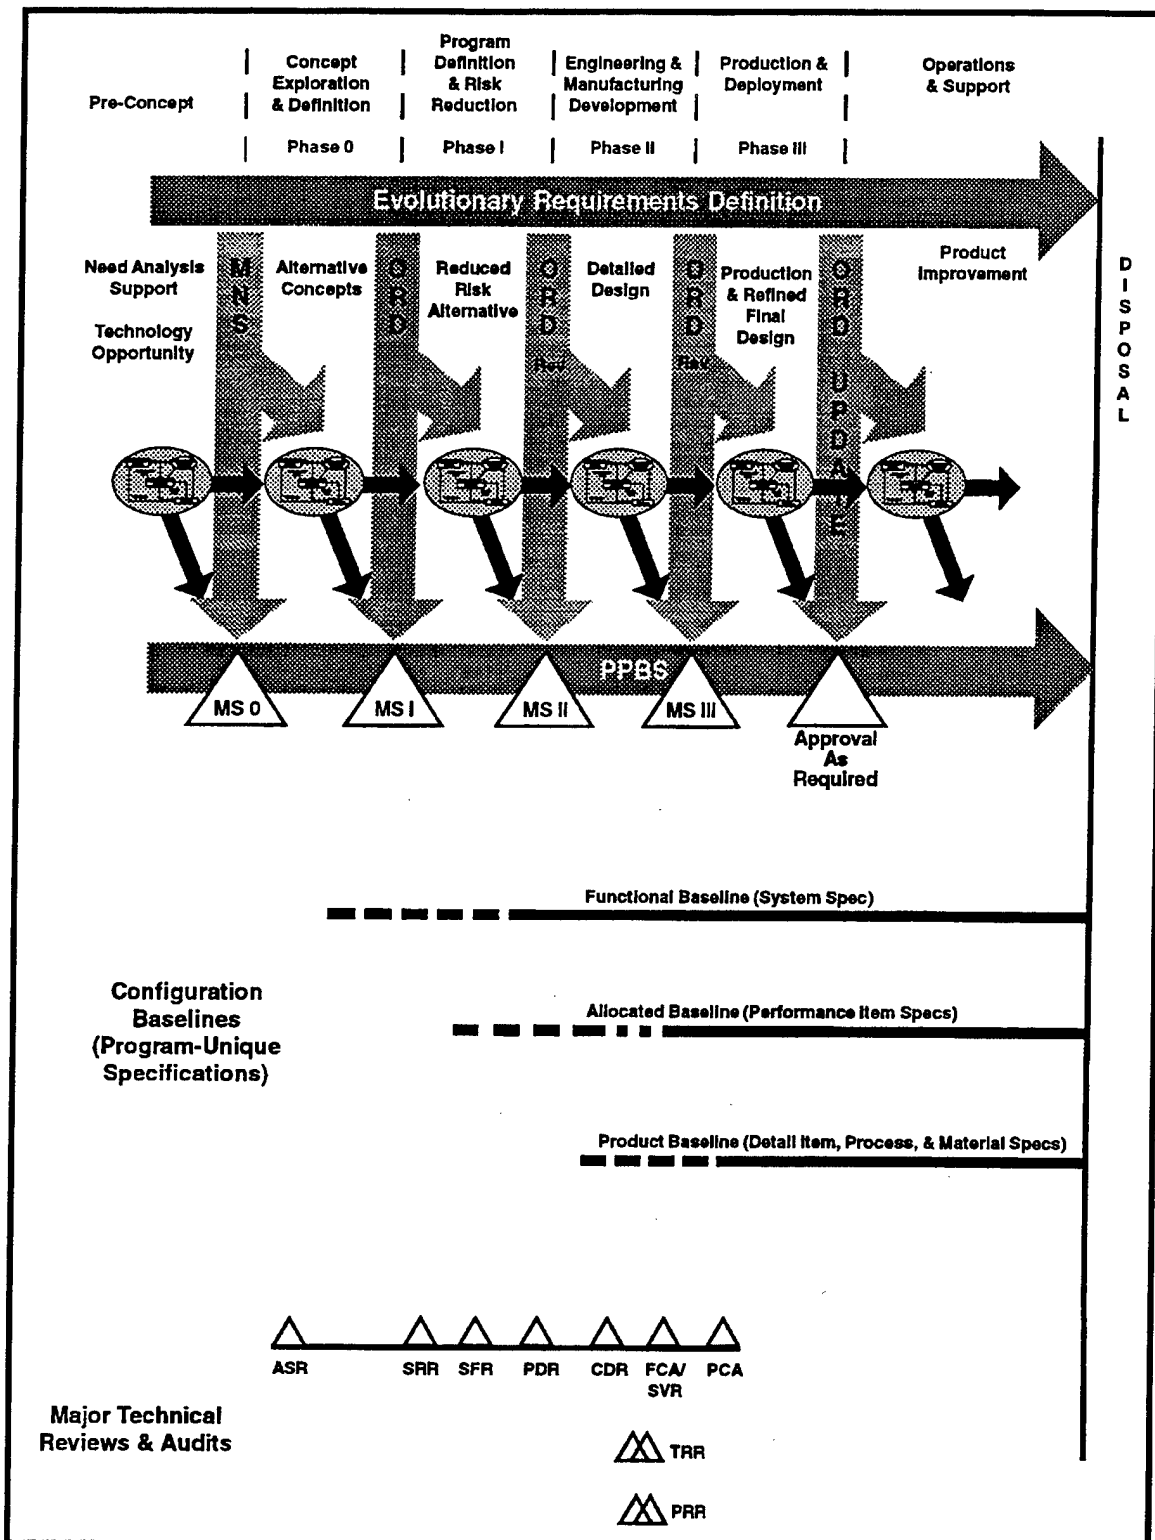 Pre-Concept
Concept
Exploration
& Definition
Phase 0
Program
Definition
& Risk
Reduction
Phase I
Engineering &
Manufacturing
Development
Phase II
Production &
Deployment
Phase III
Operations
& Support
Evolutionary Requirements Definition
Need Analysis
Support
Technology
Opportunity
MNS
Alternative
Concepts
ORD
Reduced
Risk
Alternative
ORD
Rev
Detailed
Design
ORD
Rev
Production
& Refined
Final
Design
ORD UPDATE
Product
Improvement
DISPOSAL
PPBS
MS 0
MS I
MS II
MS III
Approval
As
Required
Functional Baseline (System Spec)
Configuration
Baselines
(Program-Unique
Specifications)
Allocated Baseline (Performance Item Specs)
Product Baseline (Detail Item, Process, & Material Specs)
ASR
SRR
SFR
PDR
CDR
FCA/
SVR
PCA
Major Technical
Reviews & Audits
TRR
PRR